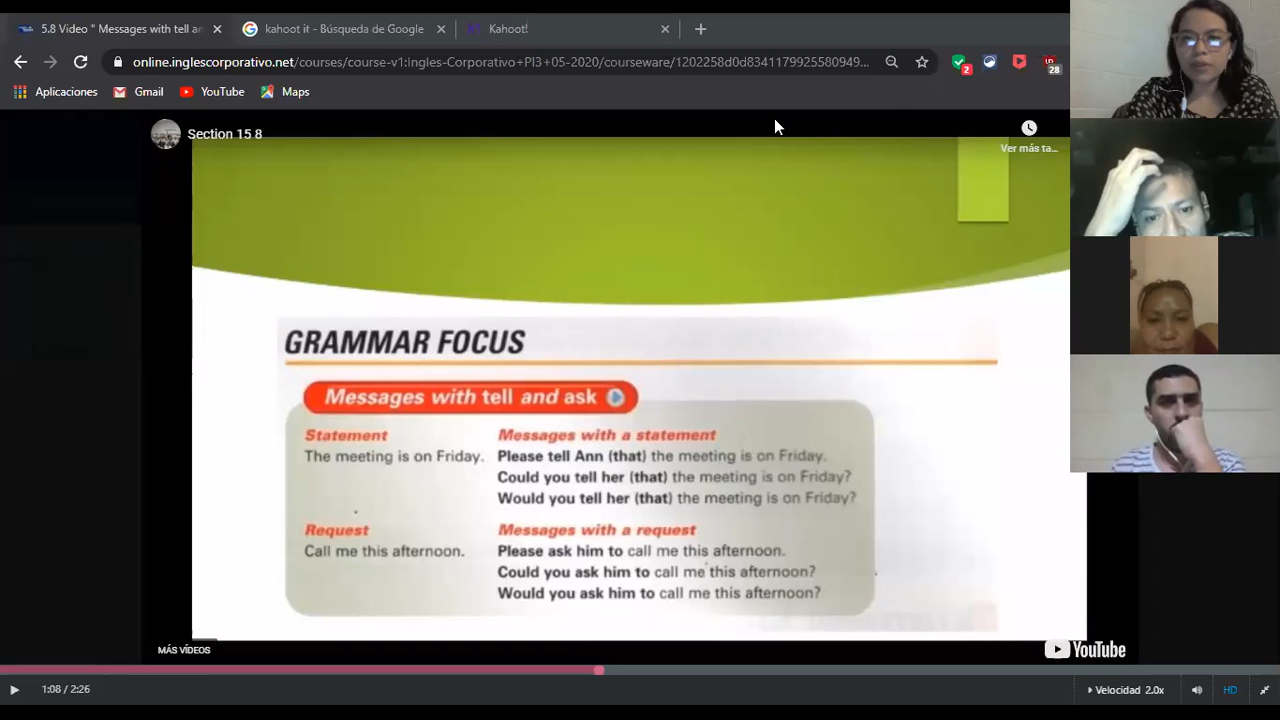 5.8 Video " Messages with tell an
kahoot it - Búsqueda de Google
Kahoot!
online.inglescorporativo.net/courses/course-v1:Ingles-Corporativo+PI3+05-2020/courseware/1202258d0d8341179925580949...
2
28
Aplicaciones
Gmail
YouTube
Maps
Section 15 8
Ver más ta...
GRAMMAR FOCUS
Messages with tell and ask
Statement
The meeting is on Friday.
Messages with a statement
Please tell Ann (that) the meeting is on Friday.
Could you tell her (that) the meeting is on Friday?
Would you tell her (that) the meeting is on Friday?
Request
Call me this afternoon.
Messages with a request
Please ask him to call me this afternoon.
Could you ask him to call me this afternoon?
Would you ask him to call me this afternoon?
MÁS VÍDEOS
YouTube
1:08 / 2:26
Velocidad 2.0x
HD